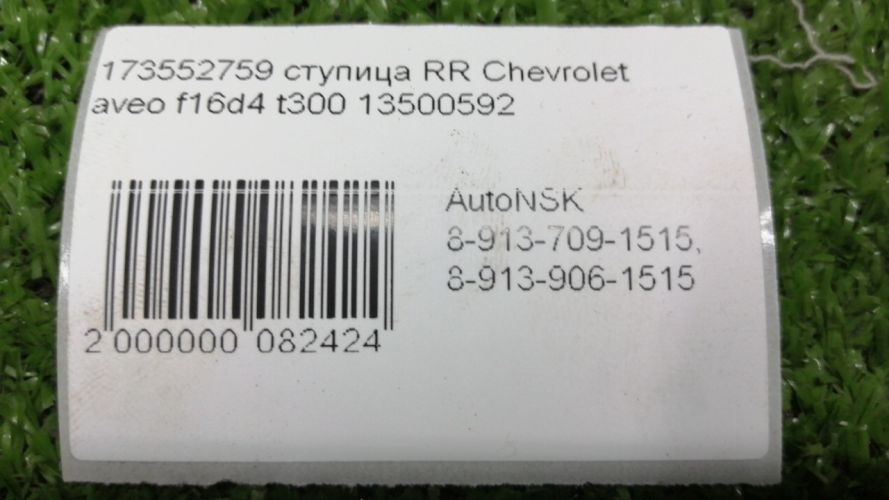 173552759 ступица RR Chevrolet
aveo f16d4 t300 13500592
AutoNSK
8-913-709-1515,
8-913-906-1515
2 000000 082424